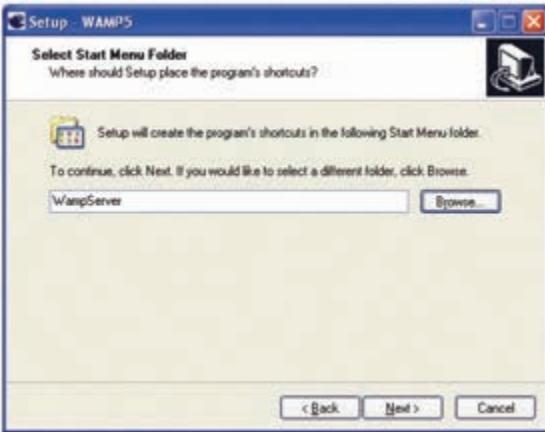 Setup - WAMP5
Select Start Menu Folder
Where should Setup place the program's shortcuts?
Setup will create the program's shortcuts in the following Start Menu folder.
To continue, click Next. If you would like to select a different folder, click Browse.
WampServer
Browse...
< Back
Next >
Cancel